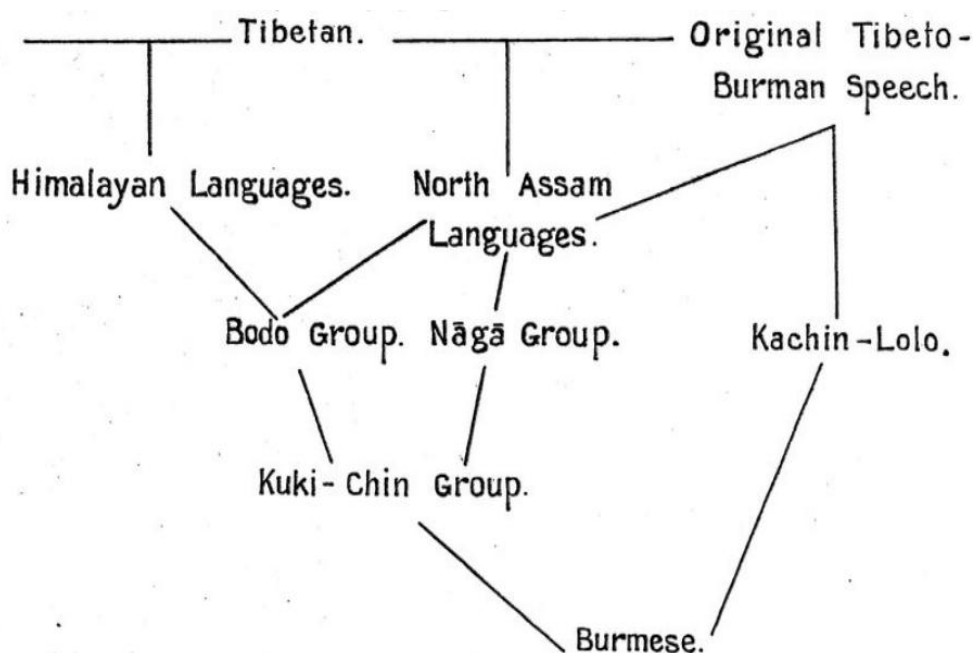 Tibetan.
Original Tibeto-
Burman Speech.
Himalayan Languages.
North Assam
Languages.
Bodo Group.
Nāgā Group.
Kachin-Lolo.
Kuki-Chin Group.
Burmese.